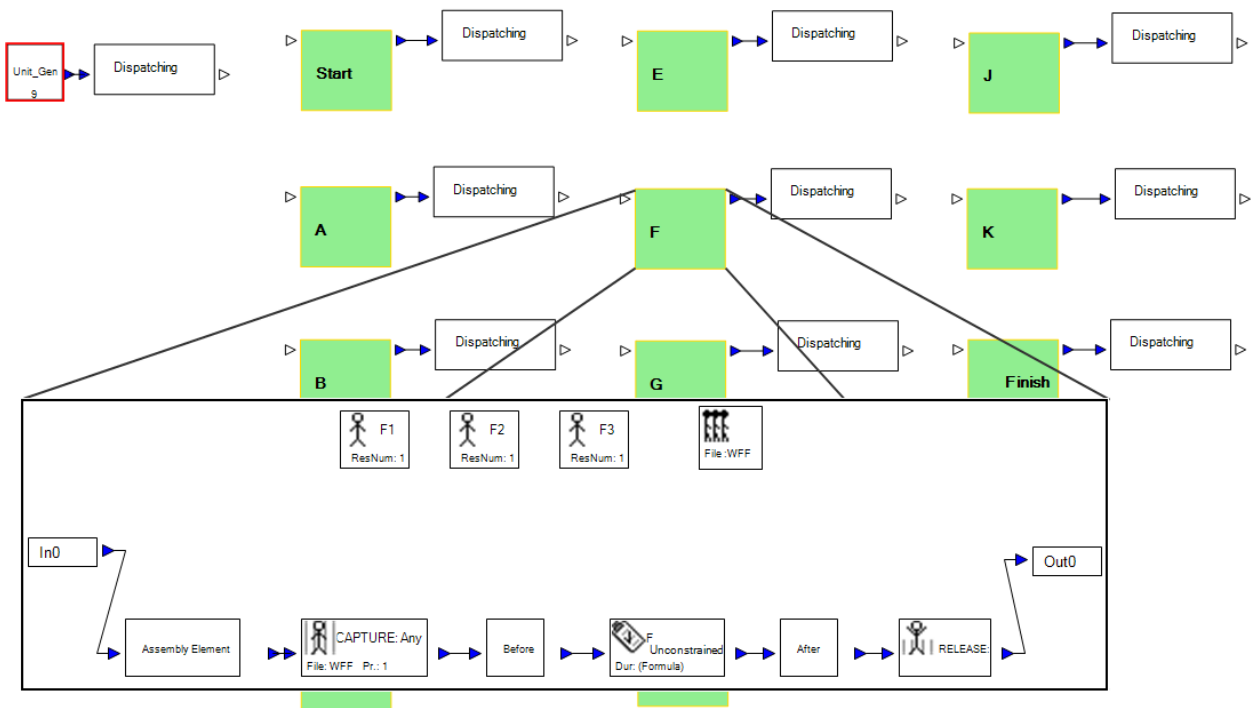 Unit_Gen
9
Dispatching
Start
Dispatching
E
Dispatching
J
Dispatching
A
Dispatching
F
Dispatching
K
Dispatching
B
Dispatching
G
Dispatching
Finish
Dispatching
F1
ResNum: 1
F2
ResNum: 1
F3
ResNum: 1
File :WFF
In0
Out0
Assembly Element
CAPTURE: Any
File: WFF Pr.: 1
Before
F
Unconstrained
Dur: (Formula)
After
RELEASE: